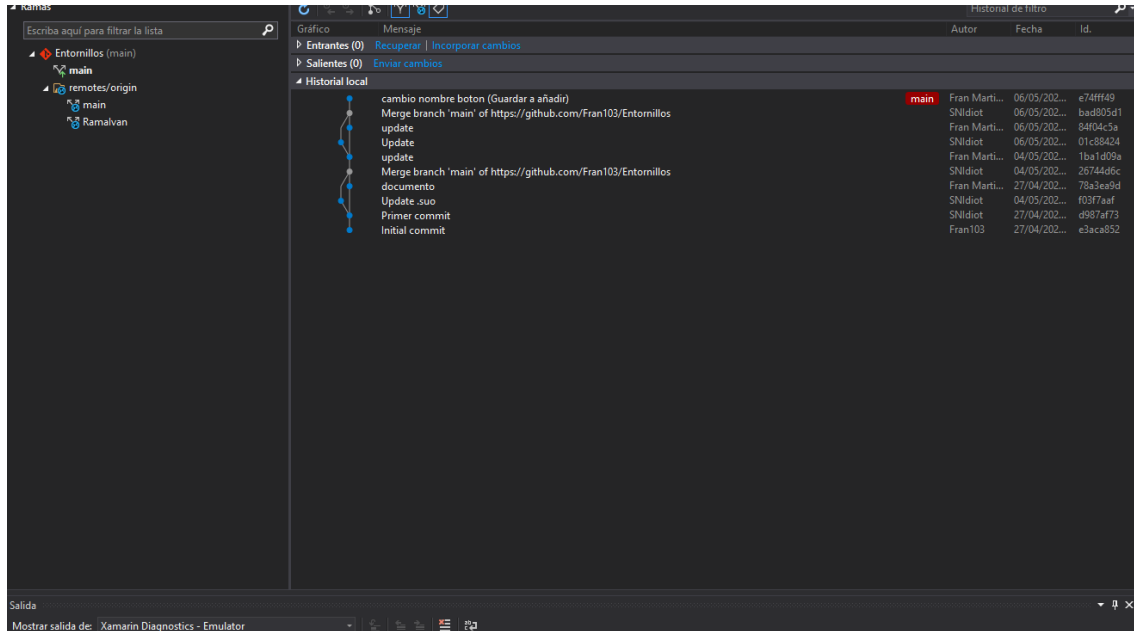 Ramas
Escriba aquí para filtrar la lista
Entornillos (main)
main
remotes/origin
main
Ramalvan
Historial de filtro
Gráfico Mensaje Autor Fecha Id.
Entrantes (0) Recuperar | Incorporar cambios
Salientes (0) Enviar cambios
Historial local
cambio nombre boton (Guardar a añadir) main Fran Marti... 06/05/202... e74fff49
Merge branch 'main' of https://github.com/Fran103/Entornillos SNIdiot 06/05/202... bad805d1
update Fran Marti... 06/05/202... 84f04c5a
Update SNIdiot 06/05/202... 01c88424
update Fran Marti... 04/05/202... 1ba1d09a
Merge branch 'main' of https://github.com/Fran103/Entornillos SNIdiot 04/05/202... 26744d6c
documento Fran Marti... 27/04/202... 78a3ea9d
Update .suo SNIdiot 04/05/202... f03f7aaf
Primer commit SNIdiot 27/04/202... d987af73
Initial commit Fran103 27/04/202... e3aca852
Salida
Mostrar salida de: Xamarin Diagnostics - Emulator